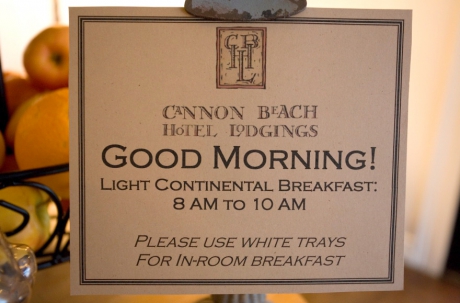 CBHL
CANNON BEACH
HOTEL LODGINGS
GOOD MORNING!
LIGHT CONTINENTAL BREAKFAST:
8 AM TO 10 AM
PLEASE USE WHITE TRAYS
FOR IN-ROOM BREAKFAST